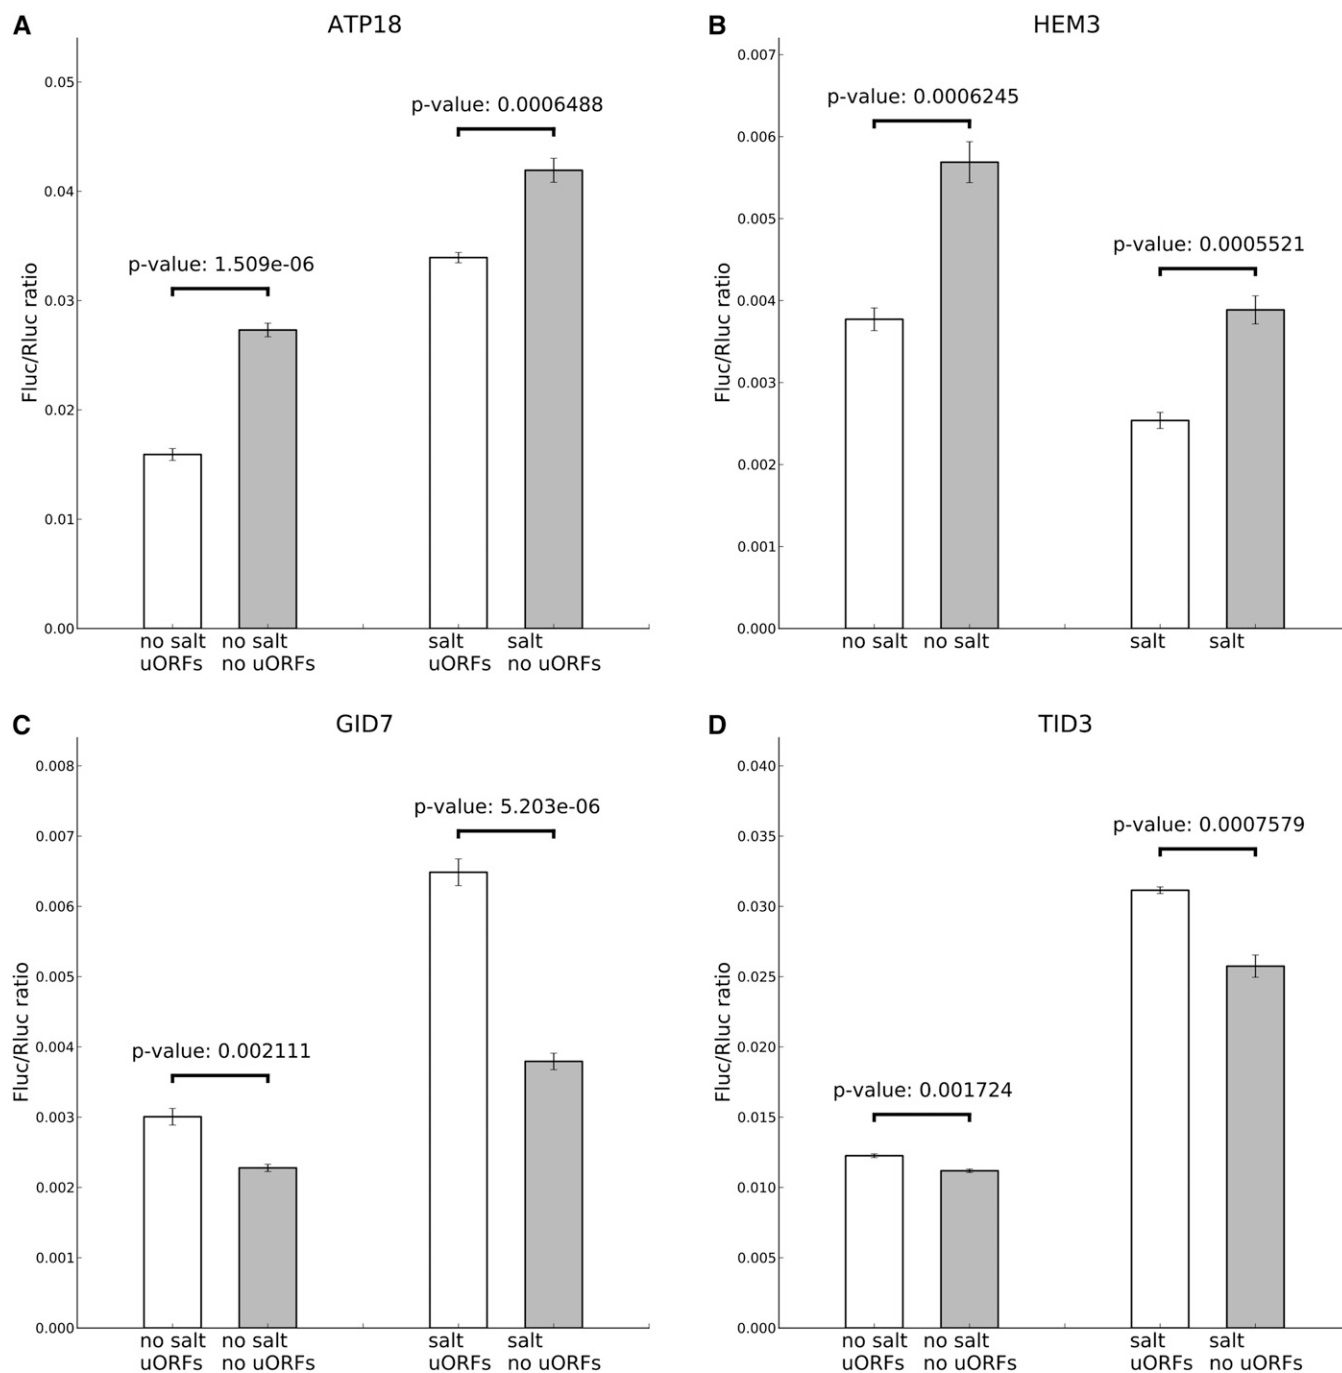 A
ATP18
0.05
0.04
0.03
0.02
0.01
0.00
Fluc/Rluc ratio
p-value: 1.509e-06
p-value: 0.0006488
no salt no salt salt salt
uORFs no uORFs uORFs no uORFs
B
HEM3
0.007
0.006
0.005
0.004
0.003
0.002
0.001
0.000
Fluc/Rluc ratio
p-value: 0.0006245
p-value: 0.0005521
no salt no salt salt salt
C
GID7
0.008
0.007
0.006
0.005
0.004
0.003
0.002
0.001
0.000
Fluc/Rluc ratio
p-value: 0.002111
p-value: 5.203e-06
no salt no salt salt salt
uORFs no uORFs uORFs no uORFs
D
TID3
0.040
0.035
0.030
0.025
0.020
0.015
0.010
0.005
0.000
Fluc/Rluc ratio
p-value: 0.001724
p-value: 0.0007579
no salt no salt salt salt
uORFs no uORFs uORFs no uORFs